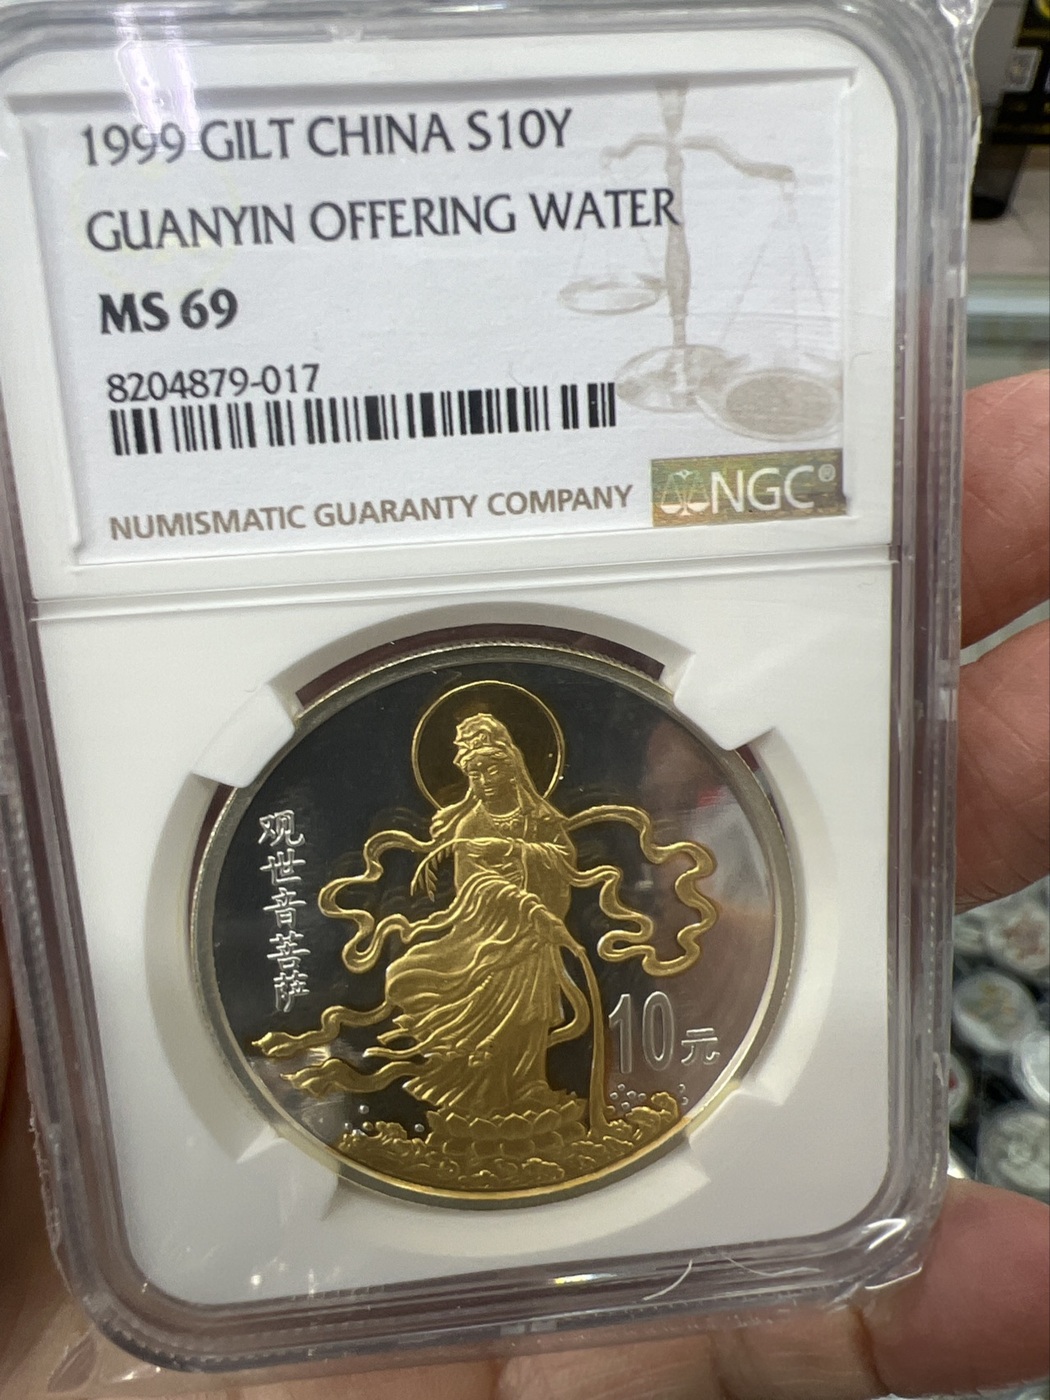 1999 GILT CHINA S10Y
GUANYIN OFFERING WATER
MS 69
8204879-017
NUMISMATIC GUARANTY COMPANY
NGC®
观世音菩萨
10元